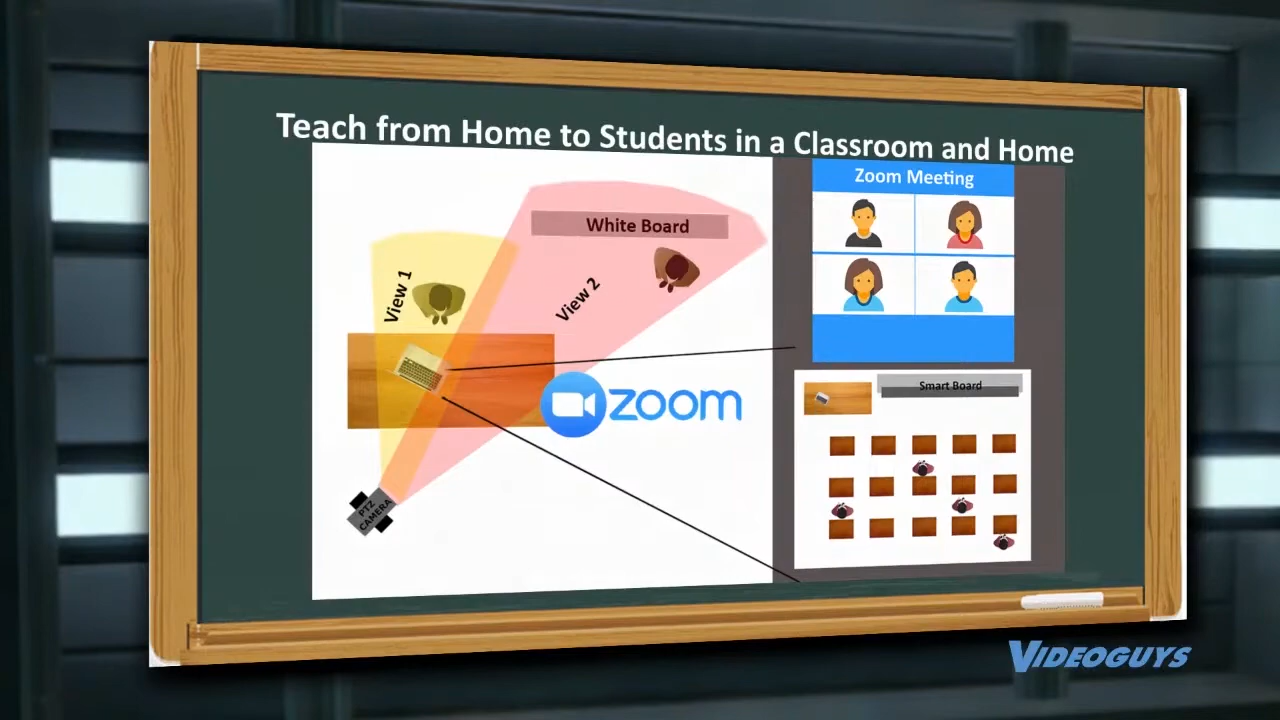 Teach from Home to Students in a Classroom and Home
Zoom Meeting
White Board
View 1
View 2
zoom
Smart Board
PTZ
CAMERA
VIDEOGUYS